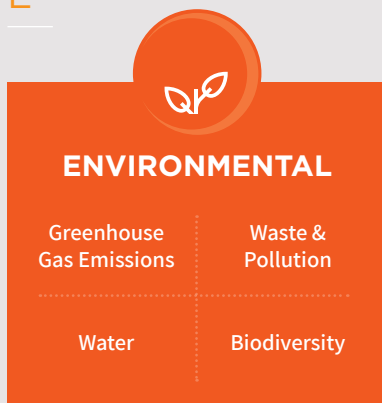 E
ENVIRONMENTAL
Greenhouse
Gas Emissions
Waste &
Pollution
Water
Biodiversity